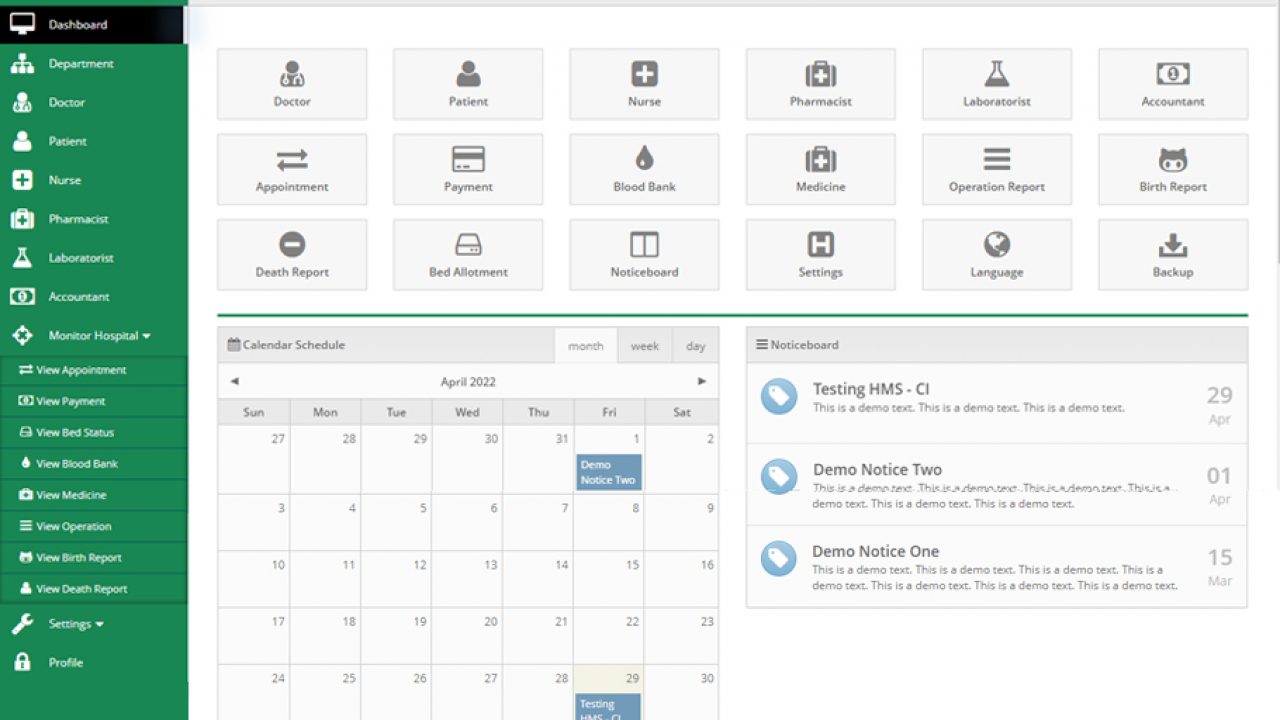 Dashboard
Department
Doctor
Patient
Nurse
Pharmacist
Laboratorist
Accountant
Monitor Hospital
View Appointment
View Payment
View Bed Status
View Blood Bank
View Medicine
View Operation
View Birth Report
View Death Report
Settings
Profile
Doctor Patient Nurse Pharmacist Laboratorist Accountant
Appointment Payment Blood Bank Medicine Operation Report Birth Report
Death Report Bed Allotment Noticeboard Settings Language Backup
Calendar Schedule month week day
April 2022
Sun Mon Tue Wed Thu Fri Sat
27 28 29 30 31 1 2
Demo
Notice Two
3 4 5 6 7 8 9
10 11 12 13 14 15 16
17 18 19 20 21 22 23
24 25 26 27 28 29 30
Testing
HMS - CI
Noticeboard
Testing HMS - CI
This is a demo text. This is a demo text. This is a demo text.
29
Apr
Demo Notice Two
This is a demo text. This is a demo text. This is a demo text. This is a
demo text. This is a demo text. This is a demo text.
01
Apr
Demo Notice One
This is a demo text. This is a demo text. This is a demo text. This is a
demo text. This is a demo text. This is a demo text. This is a demo text.
15
Mar